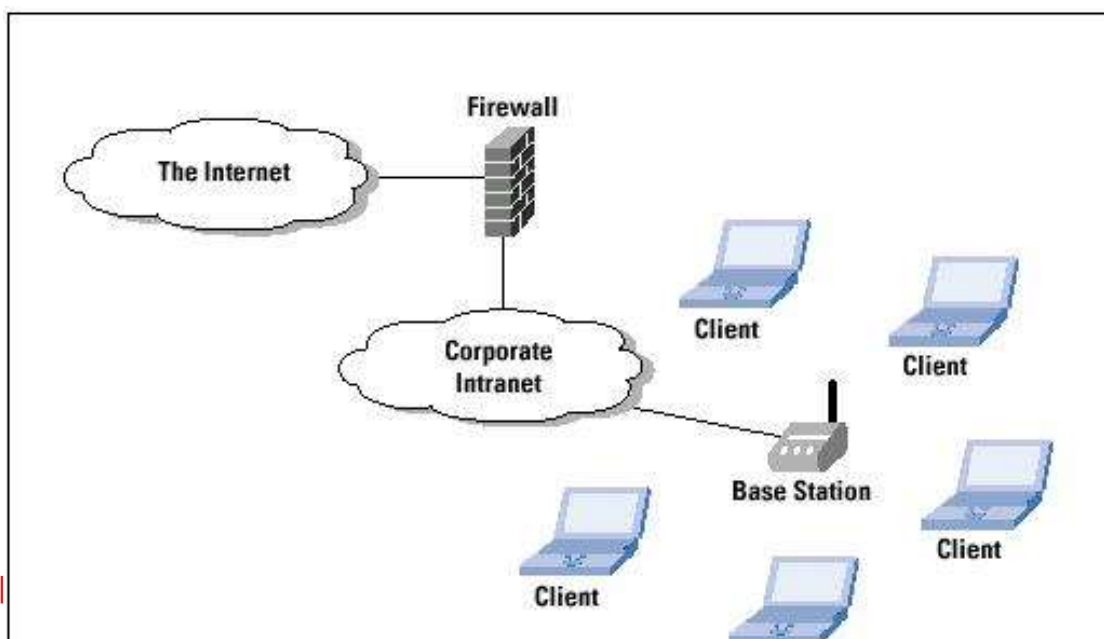 Firewall
The Internet
Client
Corporate
Intranet
Client
Base Station
Client
Client